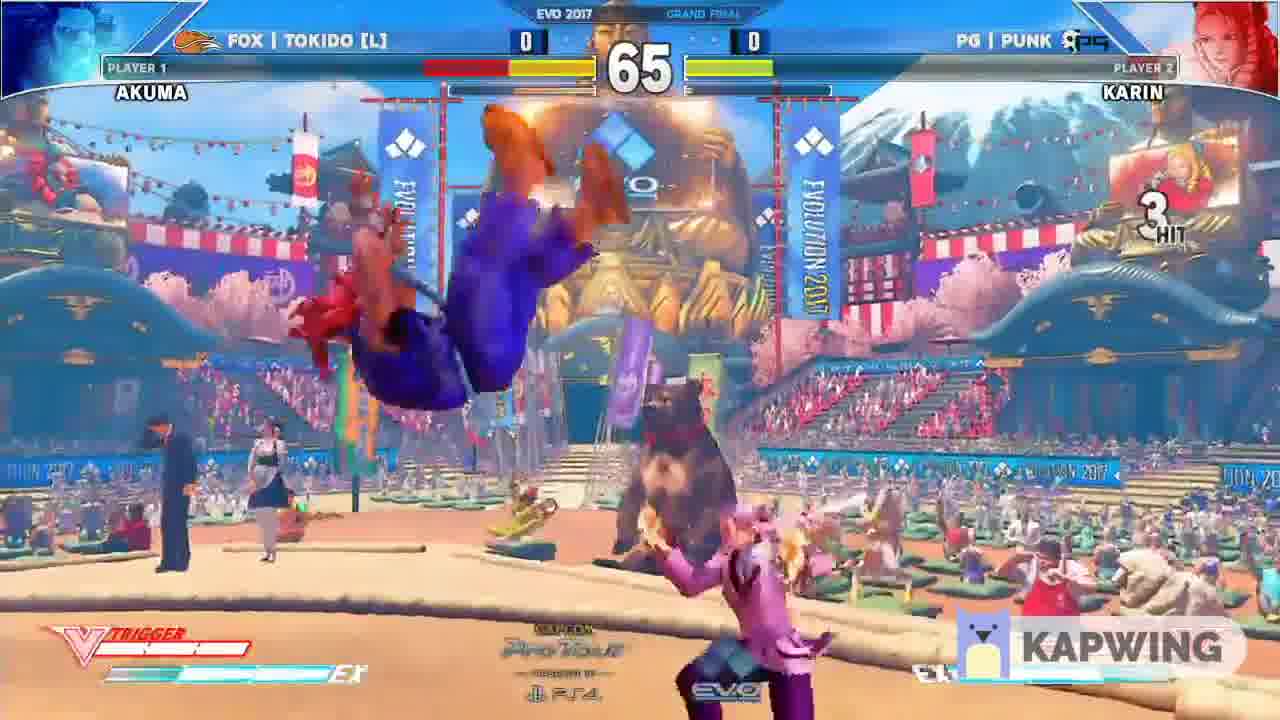 EVO 2017 GRAND FINAL
FOX | TOKIDO [L] 0 65 0 PG | PUNK
PLAYER 1 PLAYER 2
AKUMA KARIN
EVOLUTION 2017
3
HIT
V TRIGGER
EX
CAPCOM
PRO TOUR
PS4
EVO
EX
KAPWING